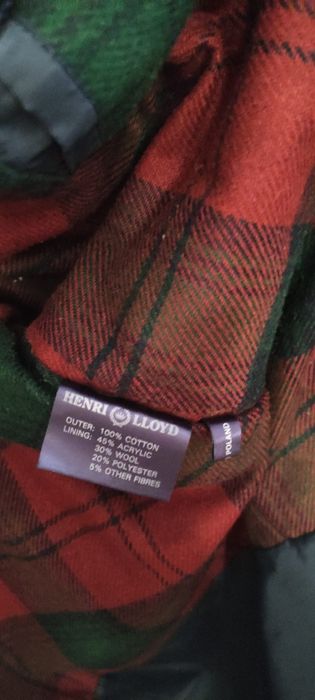 HENRI LLOYD
OUTER: 100% COTTON
LINING: 45% ACRYLIC
30% WOOL
20% POLYESTER
5% OTHER FIBRES
POLAND